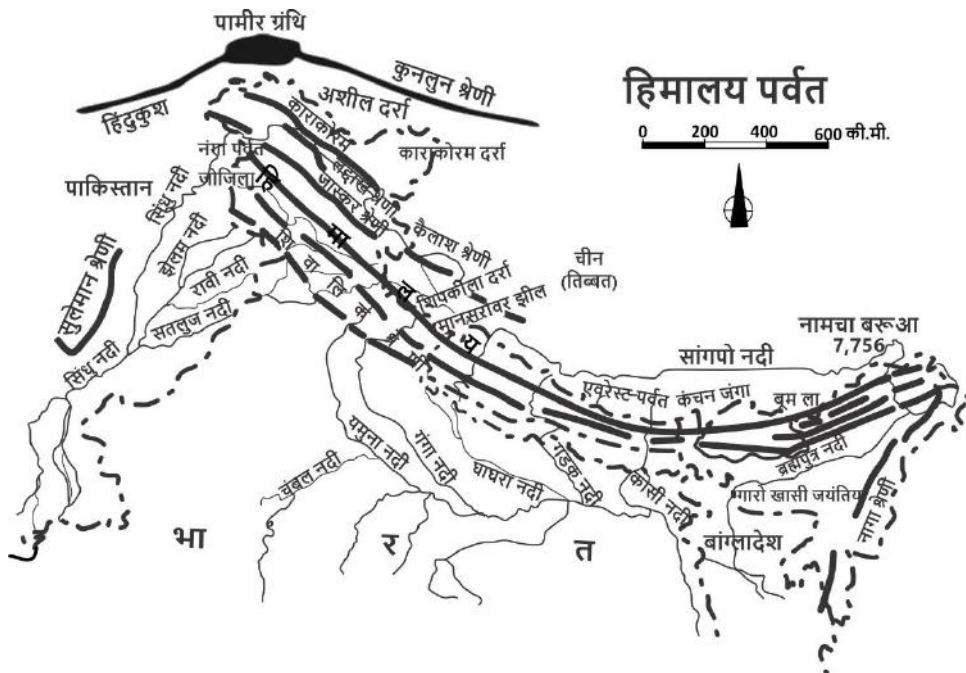 पामीर ग्रंथि
कुनलुन श्रेणी
हिंदुकुश
अशील दर्रा
हिमालय पर्वत
0 200 400 600 की.मी.
काराकोरम
काराकोरम दर्रा
नंगा पर्वत
जोजिला
पाकिस्तान
सिंधु नदी
लद्दाख श्रेणी
जास्कर श्रेणी
हि
मा
ल
य
कैलाश श्रेणी
झेलम नदी
सुलेमान श्रेणी
रावी नदी
शिवालिक श्रेणी
चीन
(तिब्बत)
शिपकीला दर्रा
मानसरोवर झील
सतलुज नदी
सिंधु नदी
नामचा बरूआ
7,756
सांगपो नदी
एवरेस्ट-पर्वत कंचन जंगा
बूम ला
ब्रह्मपुत्र नदी
यमुना नदी
गंगा नदी
घाघरा नदी
गंडक नदी
कोसी नदी
चंबल नदी
गारो खासी जयंतिय
नागा श्रेणी
बांग्लादेश
भा र त